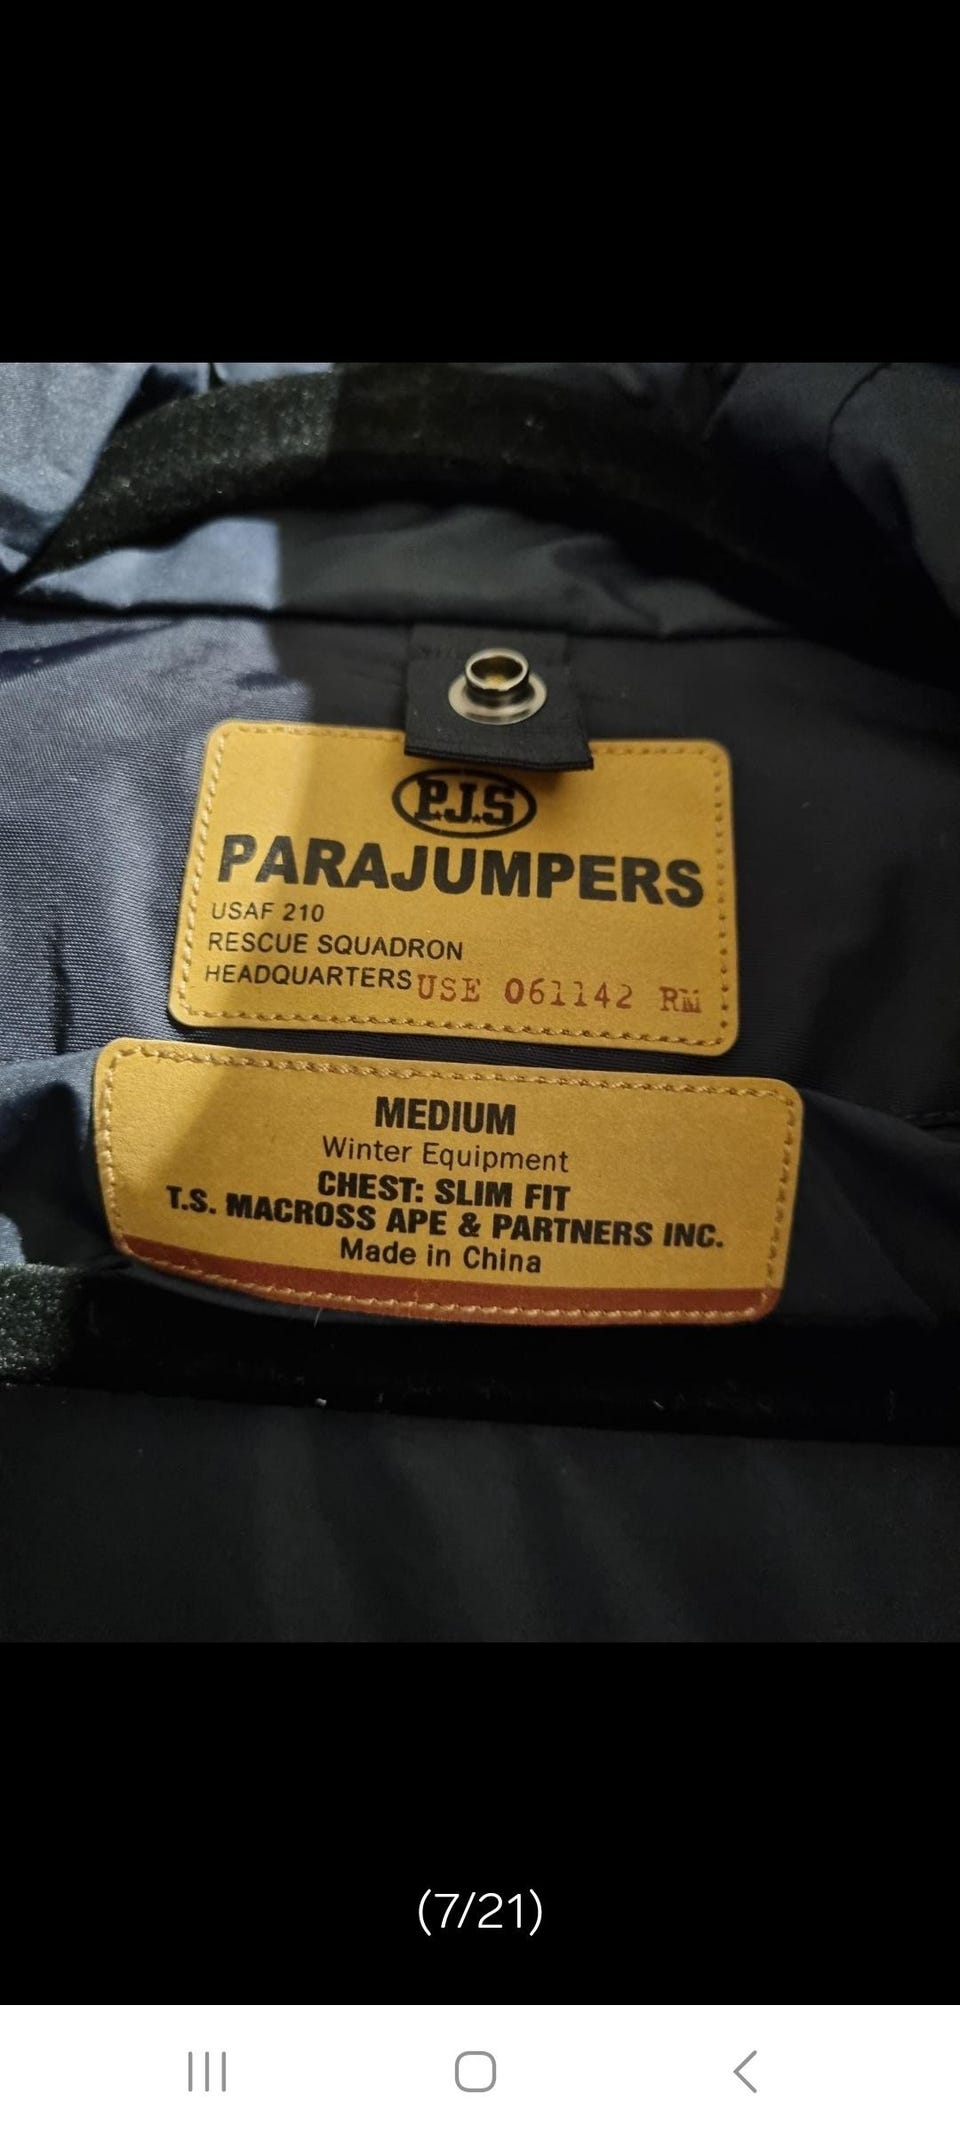 P.J.S
PARAJUMPERS
USAF 210
RESCUE SQUADRON
HEADQUARTERS USE 061142 RM
MEDIUM
Winter Equipment
CHEST: SLIM FIT
T.S. MACROSS APE & PARTNERS INC.
Made in China
(7/21)